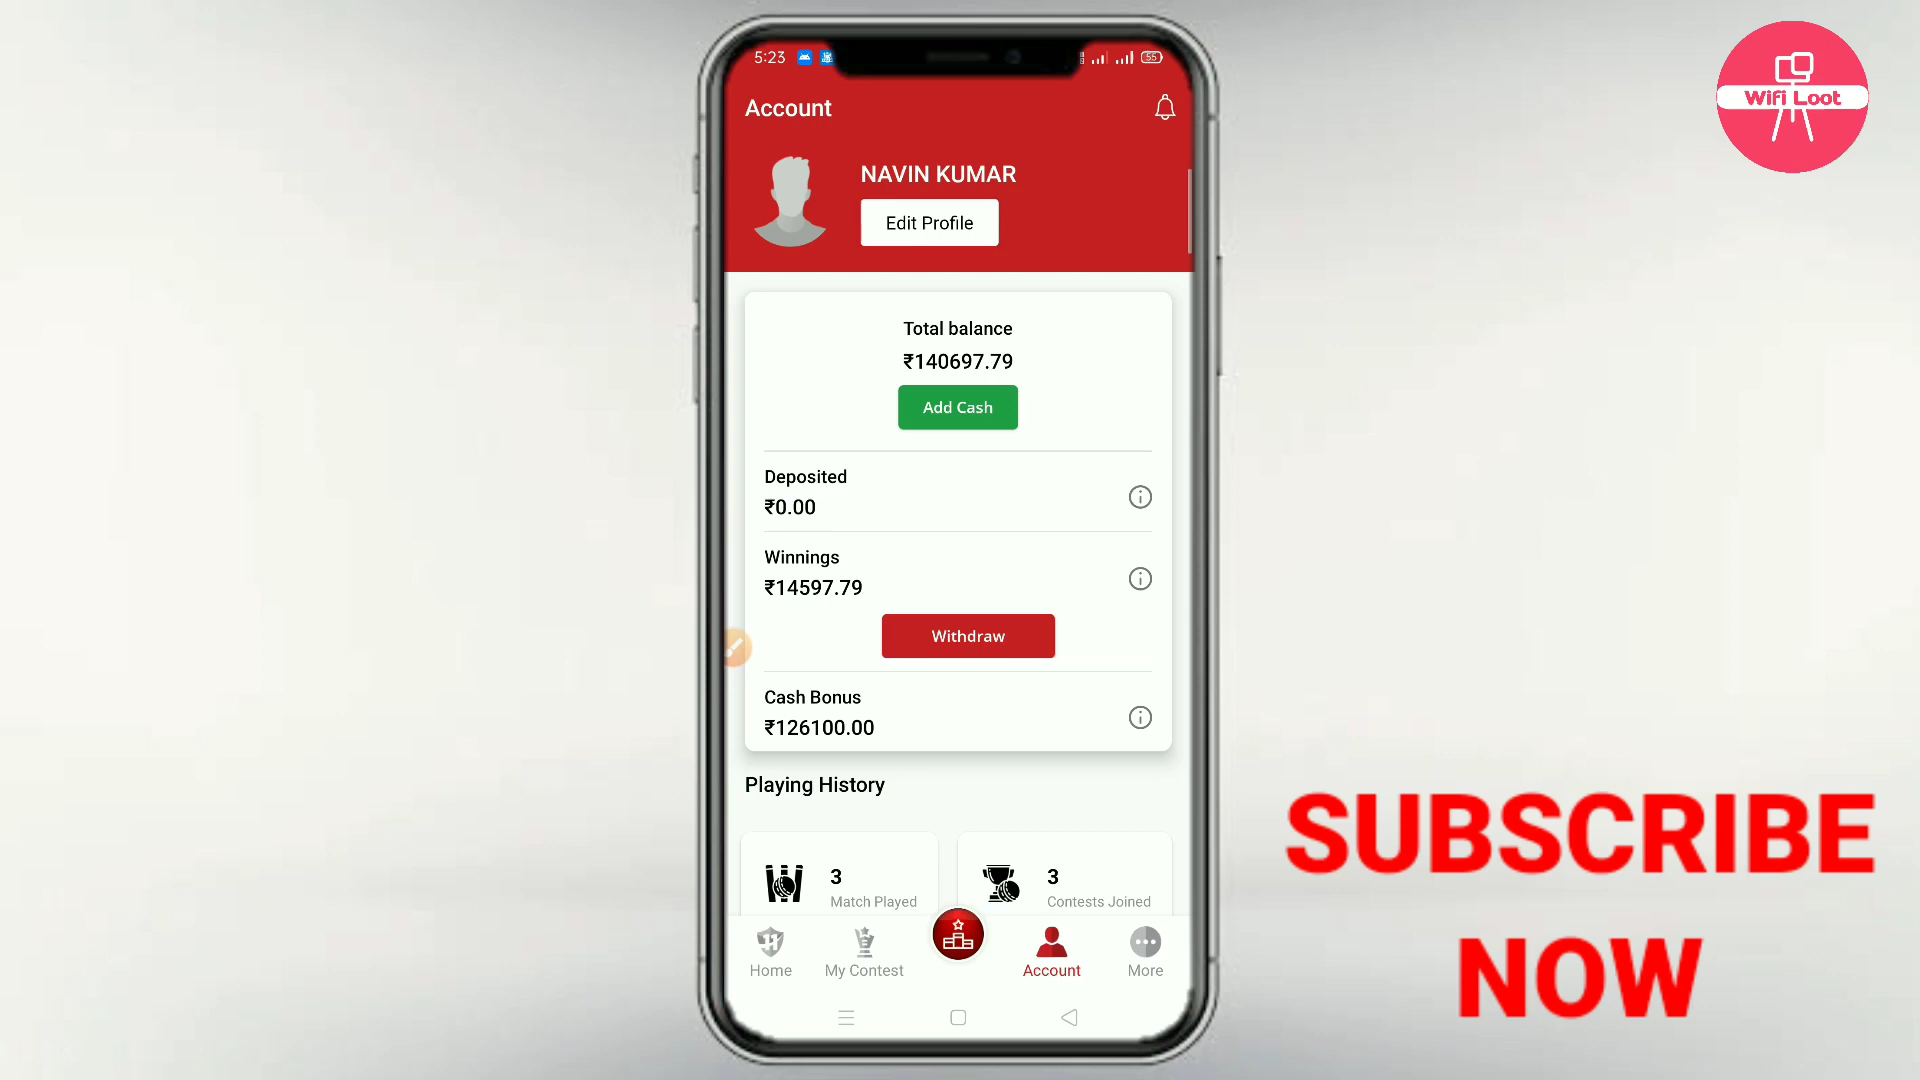 5:23
55
Wifi Loot
Account
NAVIN KUMAR
Edit Profile
Total balance
₹140697.79
Add Cash
Deposited
₹0.00
Winnings
₹14597.79
Withdraw
Cash Bonus
₹126100.00
Playing History
3
Match Played
3
Contests Joined
Home
My Contest
Account
More
SUBSCRIBE
NOW